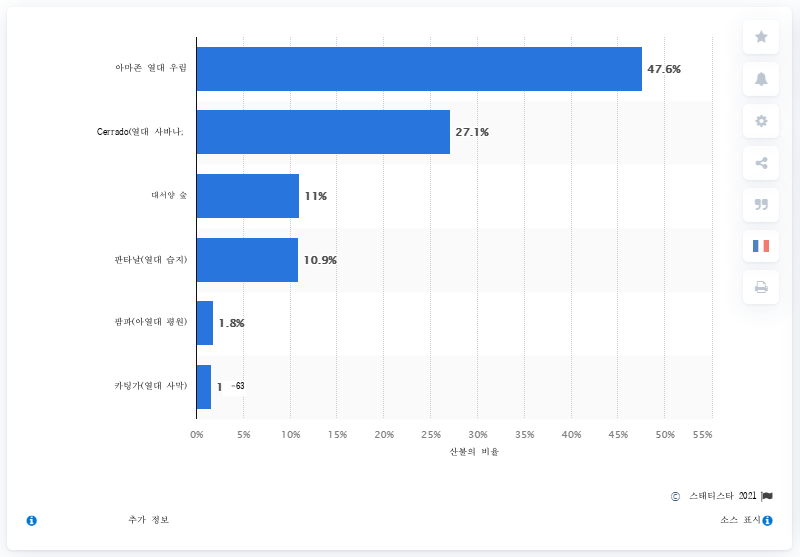 아마존 열대 우림
47.6%
Cerrado(열대 사바나;
27.1%
대서양 숲
11%
판타날(열대 습지)
10.9%
팜파(아열대 평원)
1.8%
카팅가(열대 사막)
1 -63
0% 5% 10% 15% 20% 25% 30% 35% 40% 45% 50% 55%
산불의 비율
© 스태티스타 2021
추가 정보
소스 표시